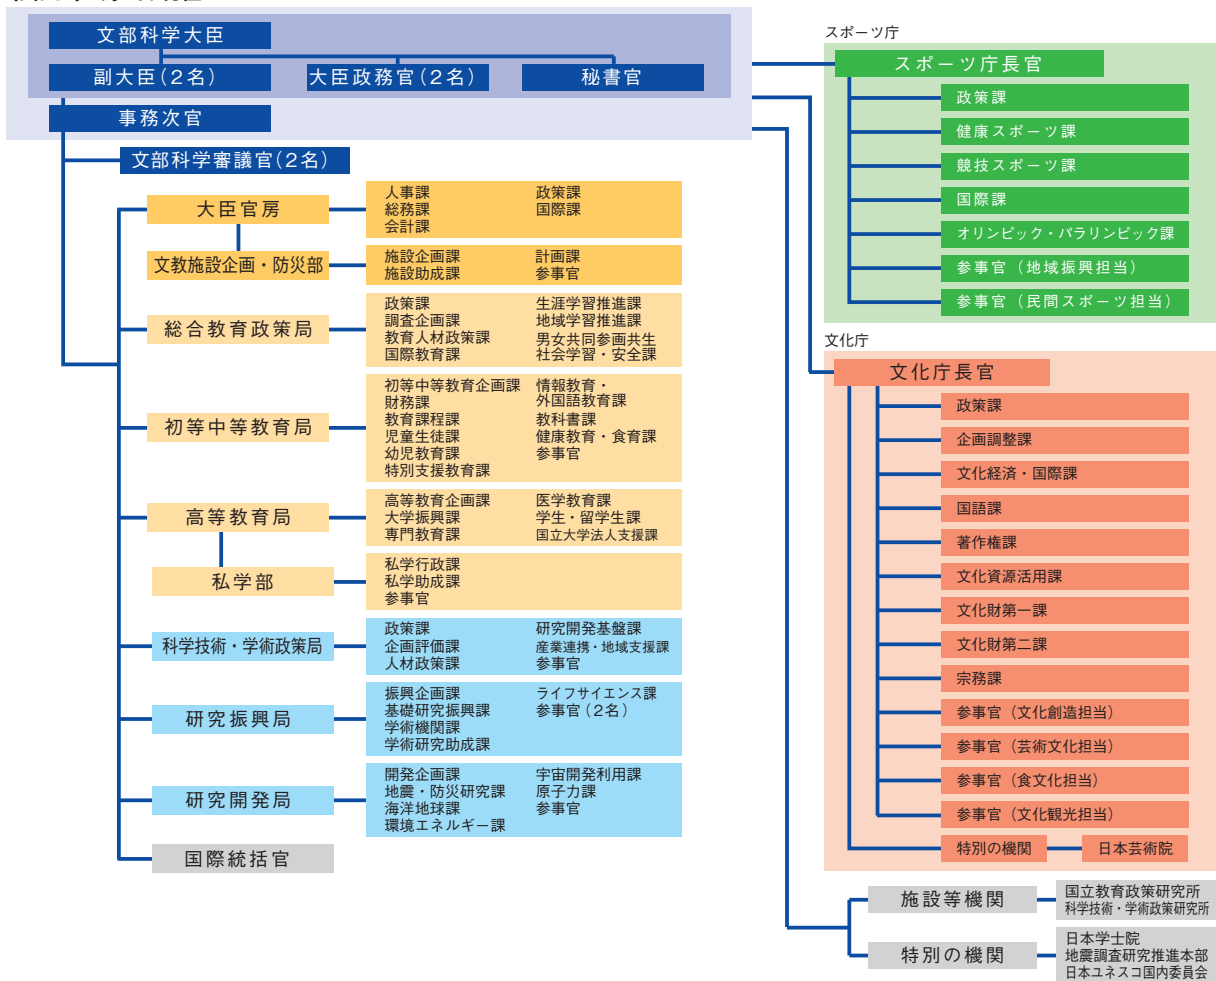 文部科学大臣
副大臣(2名)
大臣政務官(2名)
秘書官
事務次官
文部科学審議官(2名)
大臣官房
人事課
総務課
会計課
政策課
国際課
文教施設企画・防災部
施設企画課
施設助成課
計画課
参事官
総合教育政策局
政策課
調査企画課
教育人材政策課
国際教育課
生涯学習推進課
地域学習推進課
男女共同参画共生
社会学習・安全課
初等中等教育局
初等中等教育企画課
財務課
教育課程課
児童生徒課
幼児教育課
特別支援教育課
情報教育・
外国語教育課
教科書課
健康教育・食育課
参事官
高等教育局
高等教育企画課
大学振興課
専門教育課
医学教育課
学生・留学生課
国立大学法人支援課
私学部
私学行政課
私学助成課
参事官
科学技術・学術政策局
政策課
企画評価課
人材政策課
研究開発基盤課
産業連携・地域支援課
参事官
研究振興局
振興企画課
基礎研究振興課
学術機関課
学術研究助成課
ライフサイエンス課
参事官(2名)
研究開発局
開発企画課
地震・防災研究課
海洋地球課
環境エネルギー課
宇宙開発利用課
原子力課
参事官
国際統括官
スポーツ庁
スポーツ庁長官
政策課
健康スポーツ課
競技スポーツ課
国際課
オリンピック・パラリンピック課
参事官(地域振興担当)
参事官(民間スポーツ担当)
文化庁
文化庁長官
政策課
企画調整課
文化経済・国際課
国語課
著作権課
文化資源活用課
文化財第一課
文化財第二課
宗務課
参事官(文化創造担当)
参事官(芸術文化担当)
参事官(食文化担当)
参事官(文化観光担当)
特別の機関
日本芸術院
施設等機関
国立教育政策研究所
科学技術・学術政策研究所
特別の機関
日本学士院
地震調査研究推進本部
日本ユネスコ国内委員会